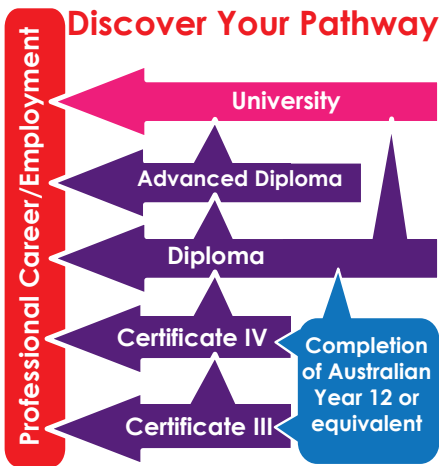 Discover Your Pathway
Professional Career/Employment
University
Advanced Diploma
Diploma
Certificate IV
Certificate III
Completion
of Australian
Year 12 or
equivalent